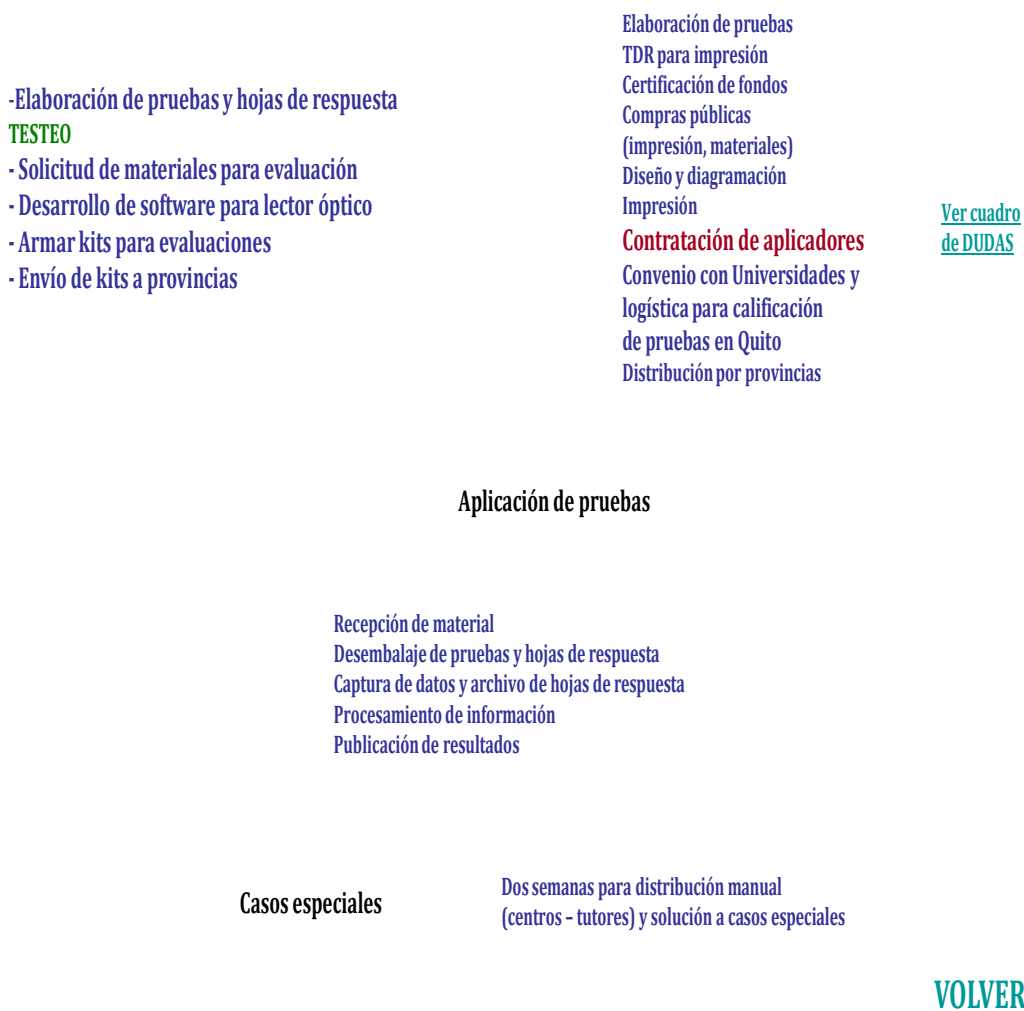 -Elaboración de pruebas y hojas de respuesta
TESTEO
- Solicitud de materiales para evaluación
- Desarrollo de software para lector óptico
- Armar kits para evaluaciones
- Envío de kits a provincias
Elaboración de pruebas
TDR para impresión
Certificación de fondos
Compras públicas
(impresión, materiales)
Diseño y diagramación
Impresión
Contratación de aplicadores
Convenio con Universidades y
logística para calificación
de pruebas en Quito
Distribución por provincias
Ver cuadro
de DUDAS
Aplicación de pruebas
Recepción de material
Desembalaje de pruebas y hojas de respuesta
Captura de datos y archivo de hojas de respuesta
Procesamiento de información
Publicación de resultados
Casos especiales
Dos semanas para distribución manual
(centros – tutores) y solución a casos especiales
VOLVER